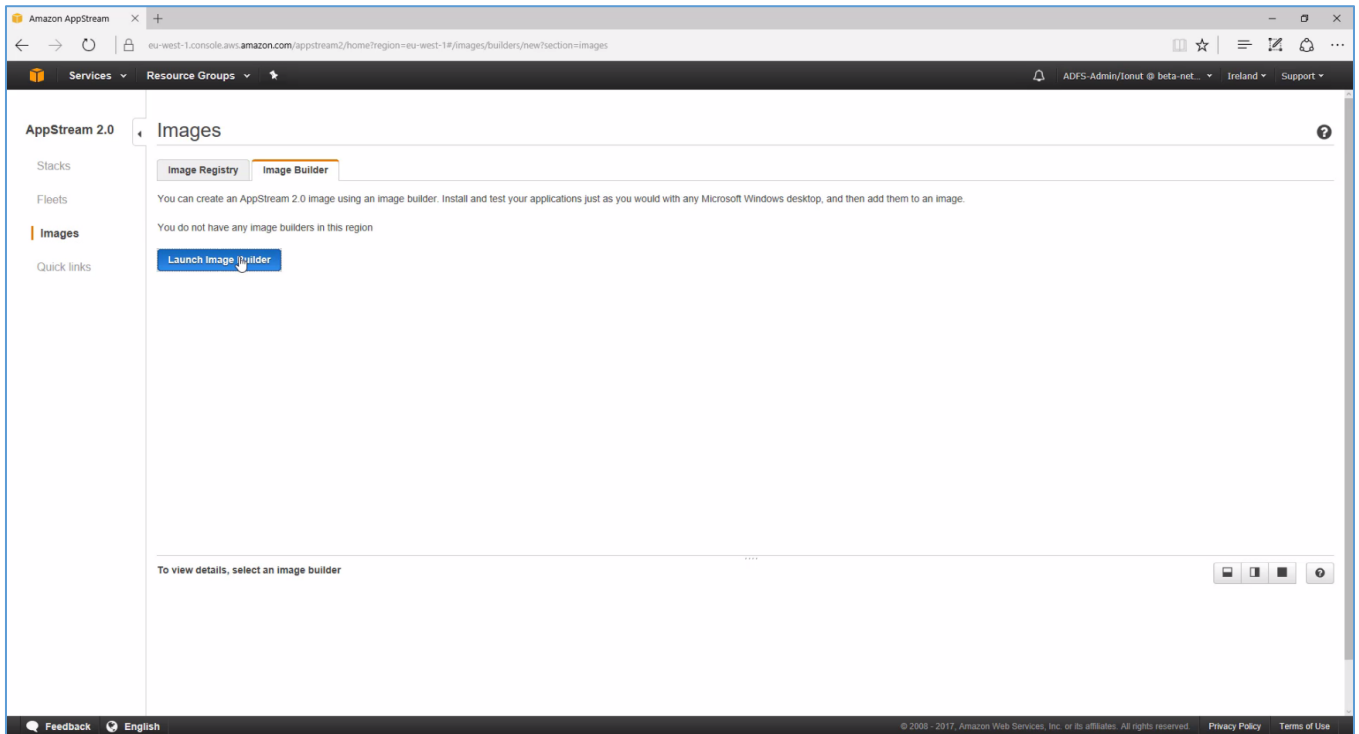 Amazon AppStream
eu-west-1.console.aws.amazon.com/appstream2/home?region=eu-west-1#/images/builders/new?section=images
Services Resource Groups ADFS-Admin/Ionut @ beta-net... Ireland Support
AppStream 2.0
Stacks
Fleets
Images
Quick links
Images
Image Registry Image Builder
You can create an AppStream 2.0 image using an image builder. Install and test your applications just as you would with any Microsoft Windows desktop, and then add them to an image.
You do not have any image builders in this region
Launch Image Builder
To view details, select an image builder
Feedback English © 2008 - 2017, Amazon Web Services, Inc. or its affiliates. All rights reserved. Privacy Policy Terms of Use